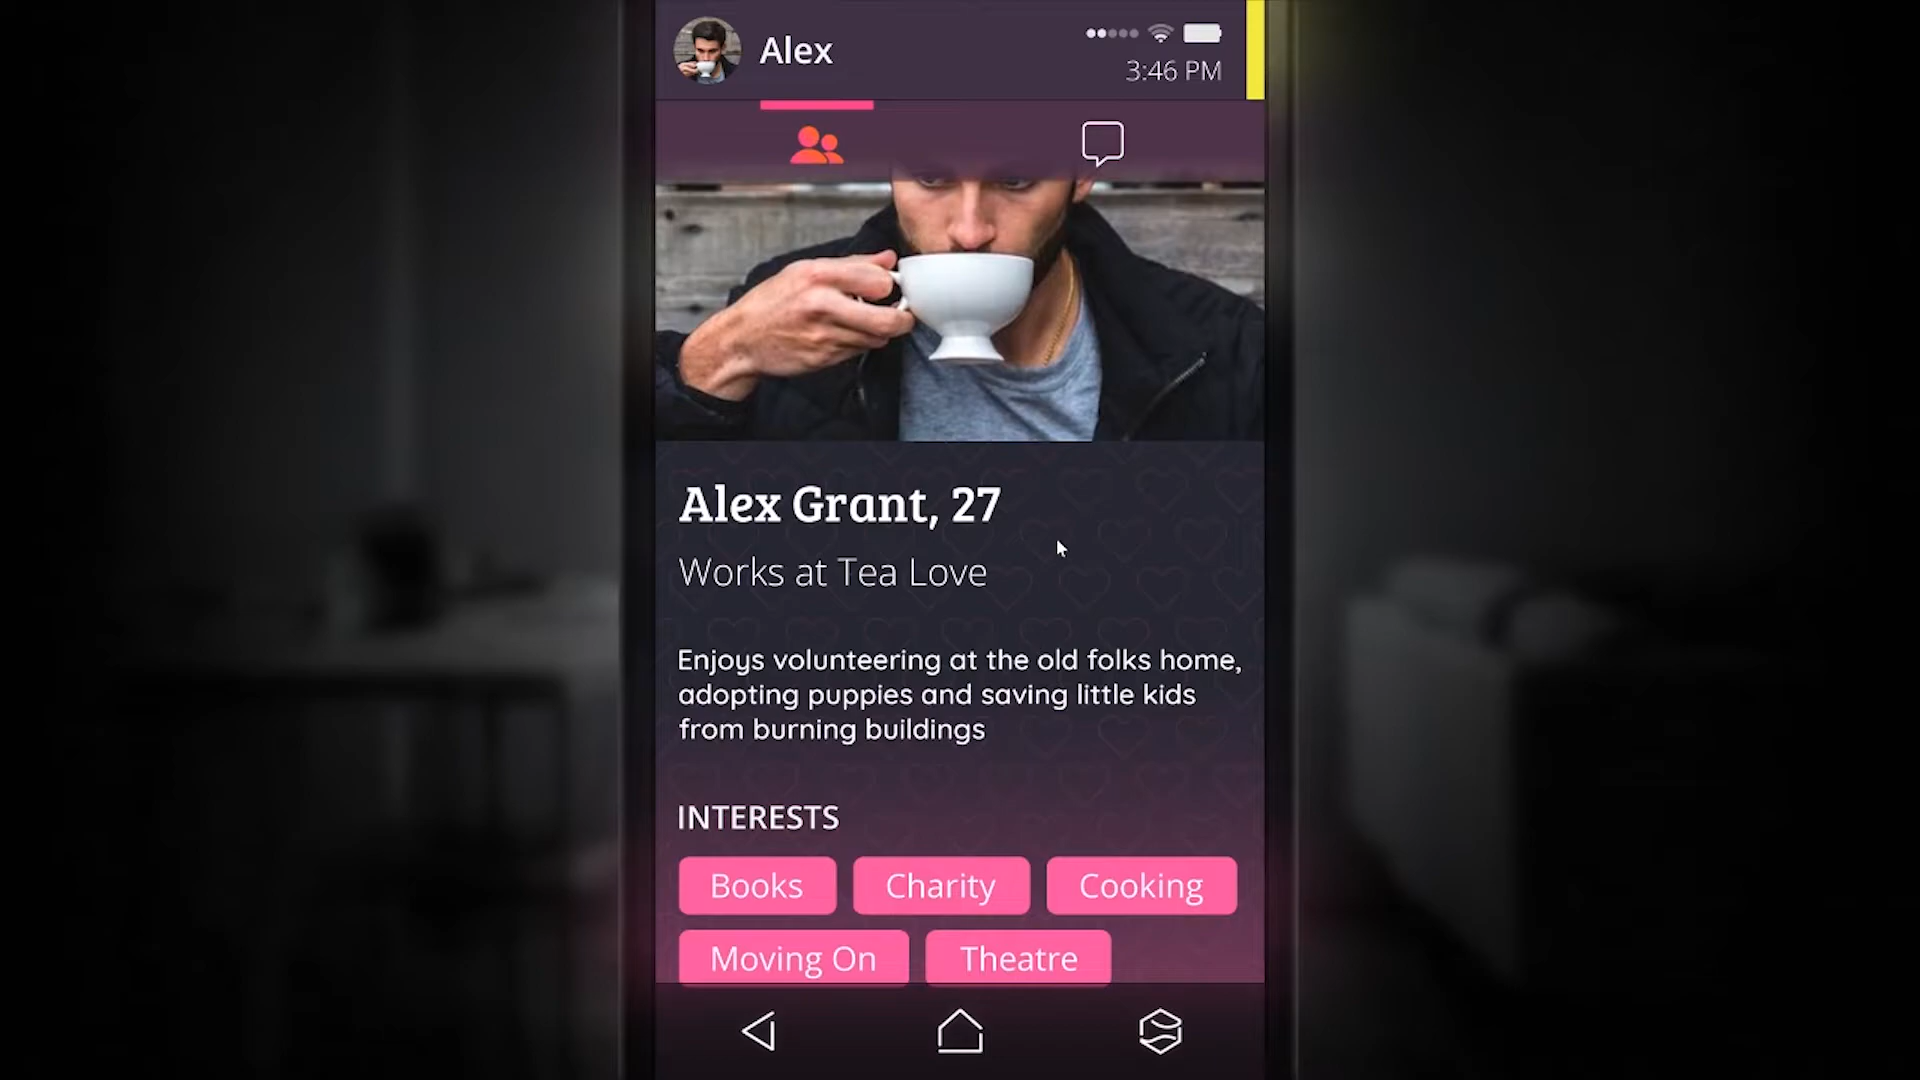 Alex
3:46 PM
Alex Grant, 27
Works at Tea Love
Enjoys volunteering at the old folks home,
adopting puppies and saving little kids
from burning buildings
INTERESTS
Books Charity Cooking
Moving On Theatre